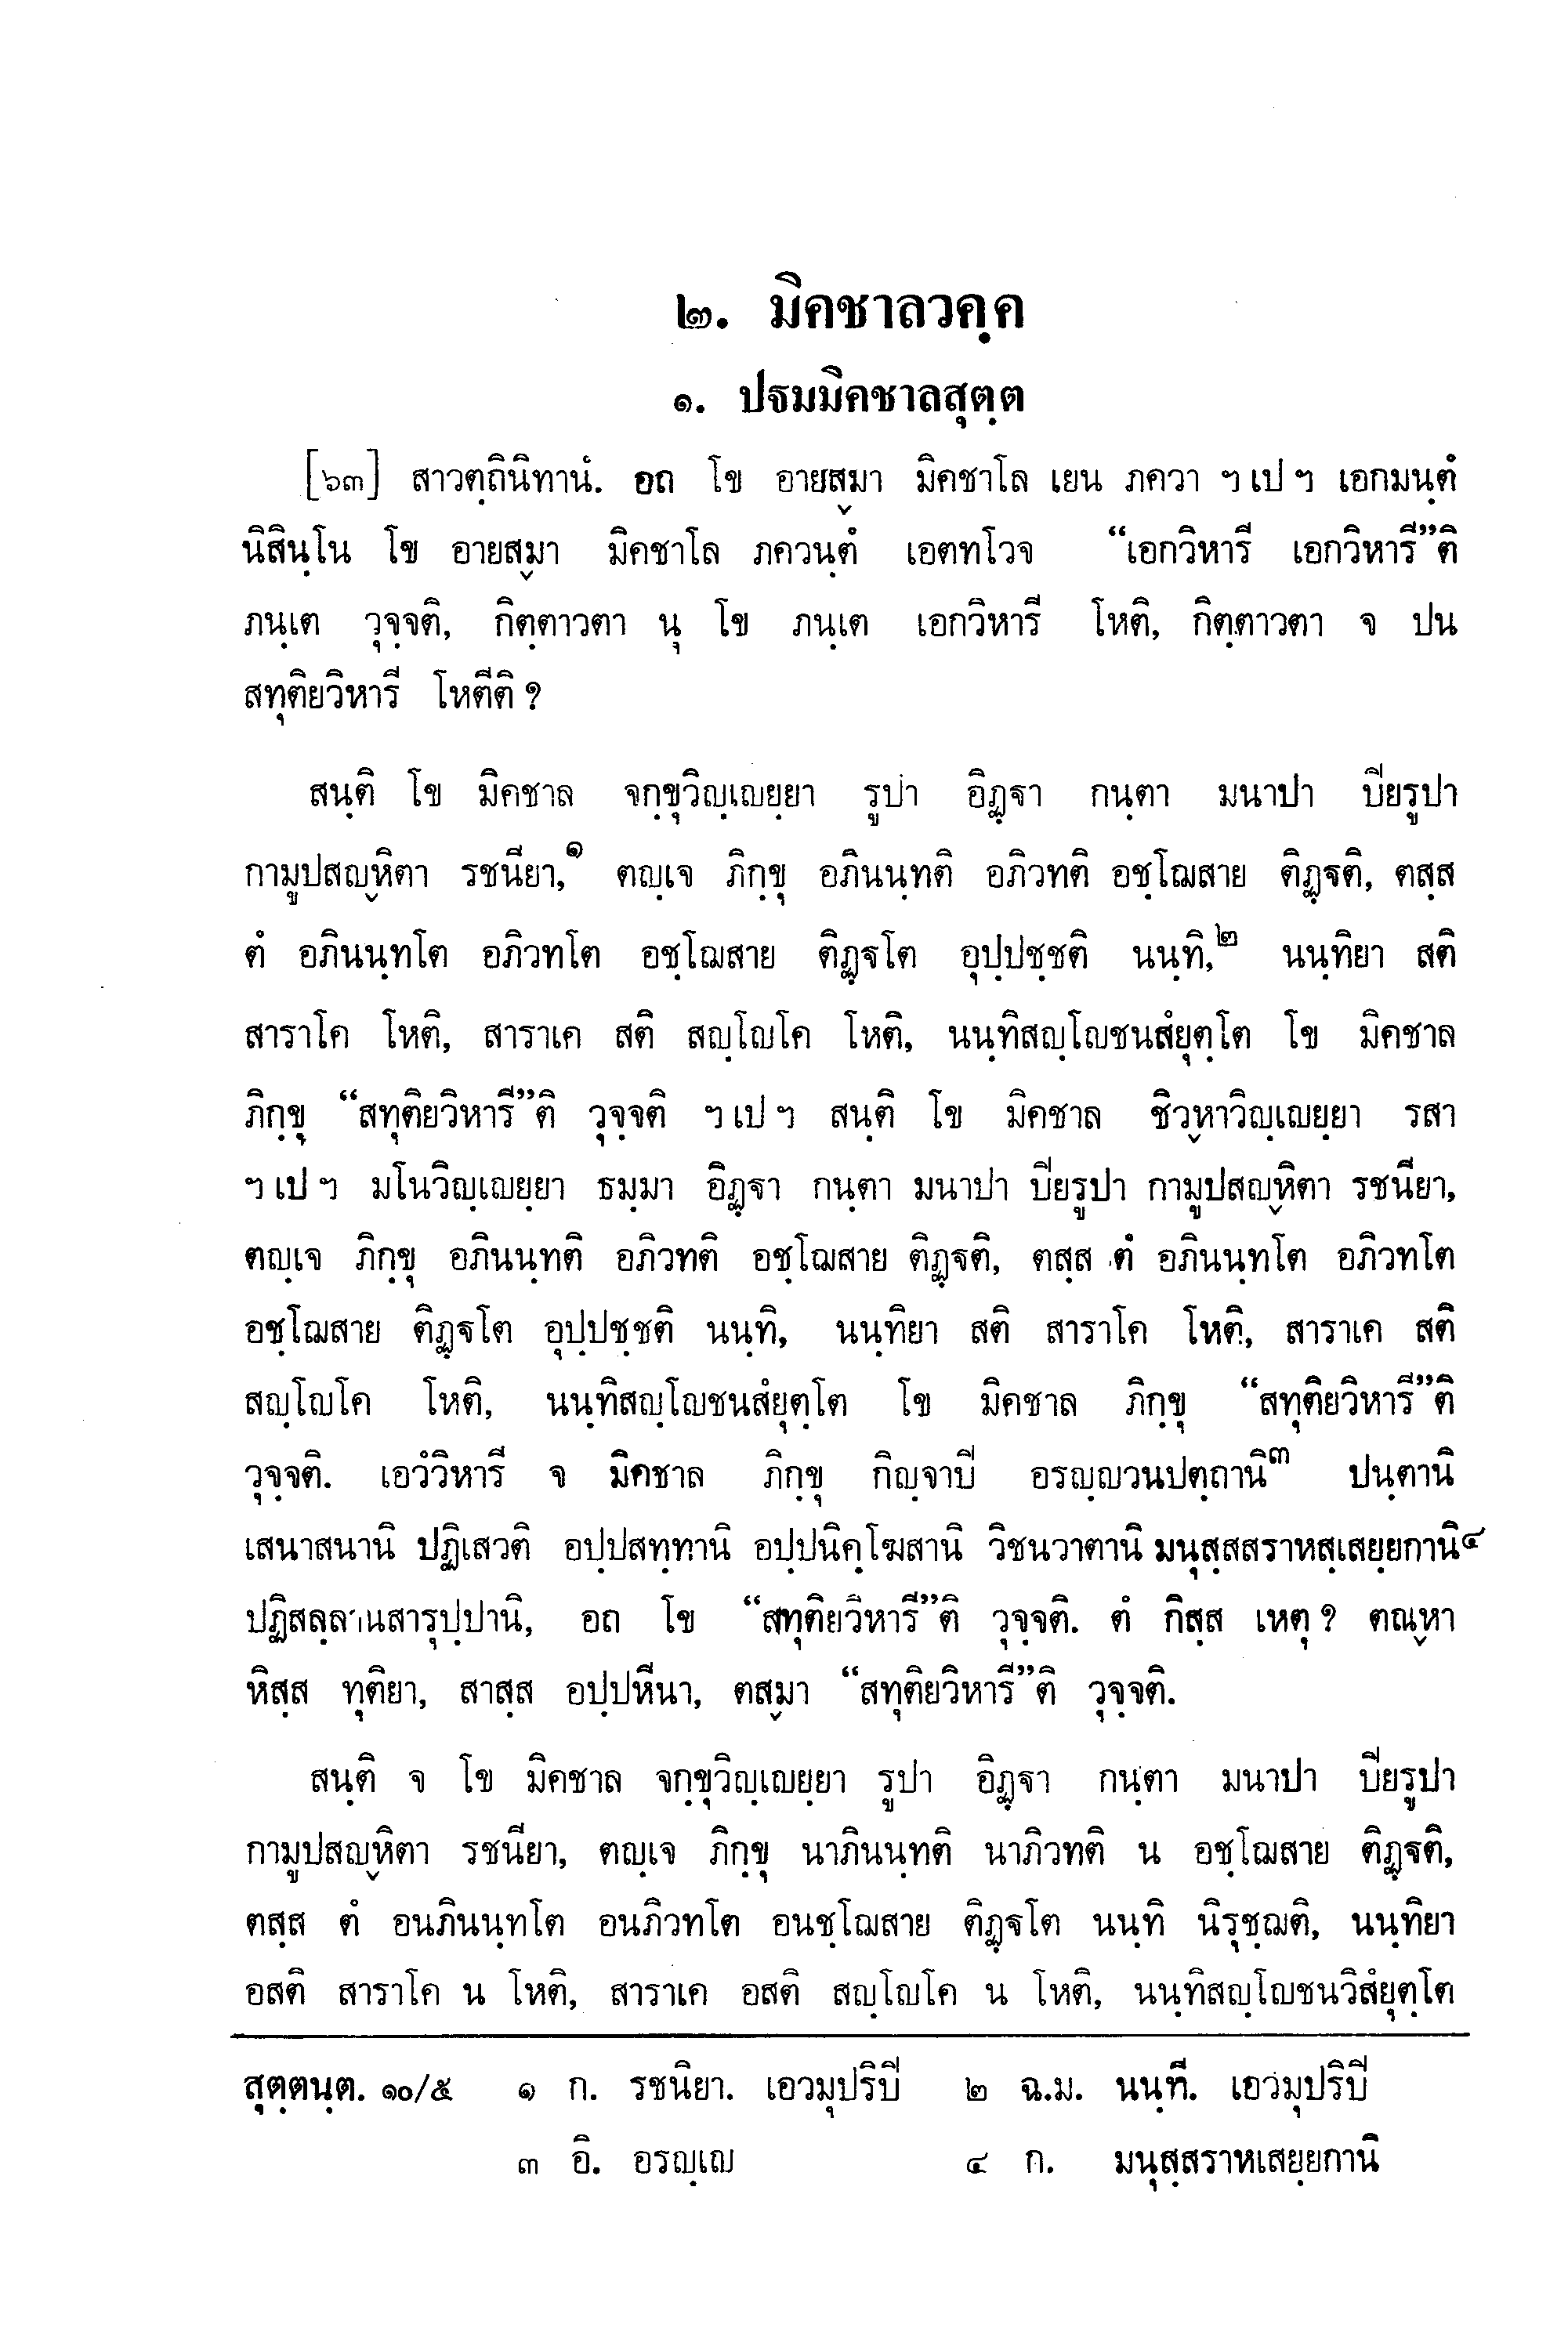 ๒. มิคชาลวคฺค
๑. ปฐมมิคชาลสุตฺต
[๖๓] สาวตฺถินิทานํ. อถ โข อายสฺมา มิคชาโล เยน ภควา ฯ เป ฯ เอกมนฺตํ
นิสินฺโน โข อายสฺมา มิคชาโล ภควนฺตํ เอตทโวจ “เอกวิหารี เอกวิหารี”ติ
ภนฺเต วุจฺจติ, กิตฺตาวตา นุ โข ภนฺเต เอกวิหารี โหติ, กิตฺตาวตา จ ปน
สทุติยวิหารี โหตีติ ?
สนฺติ โข มิคชาล จกฺขุวิญฺเญยฺยา รูปา อิฏฺฐา กนฺตา มนาปา ปิยรูปา
กามูปสญฺหิตา รชนียา,๑ ตญฺเจ ภิกฺขุ อภินนฺทติ อภิวทติ อชฺโฌสาย ติฏฺฐติ, ตสฺส
ตํ อภินนฺทโต อภิวทโต อชฺโฌสาย ติฏฺฐโต อุปฺปชฺชติ นนฺทิ,๒ นนฺทิยา สติ
สาราโค โหติ, สาราเค สติ สญฺโญโค โหติ, นนฺทิสญฺโญชนสํยุตฺโต โข มิคชาล
ภิกฺขุ “สทุติยวิหารี”ติ วุจฺจติ ฯ เป ฯ สนฺติ โข มิคชาล ชิวฺหาวิญฺเญยฺยา รสา
ฯ เป ฯ มโนวิญฺเญยฺยา ธมฺมา อิฏฺฐา กนฺตา มนาปา ปิยรูปา กามูปสญฺหิตา รชนียา,
ตญฺเจ ภิกฺขุ อภินนฺทติ อภิวทติ อชฺโฌสาย ติฏฺฐติ, ตสฺส ตํ อภินนฺทโต อภิวทโต
อชฺโฌสาย ติฏฺฐโต อุปฺปชฺชติ นนฺทิ, นนฺทิยา สติ สาราโค โหติ, สาราเค สติ
สญฺโญโค โหติ, นนฺทิสญฺโญชนสํยุตฺโต โข มิคชาล ภิกฺขุ “สทุติยวิหารี”ติ
วุจฺจติ. เอวํวิหารี จ มิคชาล ภิกฺขุ กิญฺจาปิ อรญฺญวนปตฺถานิ๓ ปนฺตานิ
เสนาสนานิ ปฏิเสวติ อปฺปสทฺทานิ อปฺปนิคฺโฆสานิ วิชนวาตานิ มนุสฺสสราหสฺเสยฺยกานิ๔
ปฏิสลฺลานสารุปฺปานิ, อถ โข “สทุติยวิหารี”ติ วุจฺจติ. ตํ กิสฺส เหตุ ? ตณฺหา
หิสฺส ทุติยา, สาสฺส อปฺปหีนา, ตสฺมา “สทุติยวิหารี”ติ วุจฺจติ.
สนฺติ จ โข มิคชาล จกฺขุวิญฺเญยฺยา รูปา อิฏฺฐา กนฺตา มนาปา ปิยรูปา
กามูปสญฺหิตา รชนียา, ตญฺเจ ภิกฺขุ นาภินนฺทติ นาภิวทติ น อชฺโฌสาย ติฏฺฐติ,
ตสฺส ตํ อนภินนฺทโต อนภิวทโต อนชฺโฌสาย ติฏฺฐโต นนฺทิ นิรุชฺฌติ, นนฺทิยา
อสติ สาราโค น โหติ, สาราเค อสติ สญฺโญโค น โหติ, นนฺทิสญฺโญชนวิสํยุตฺโต
สุตฺตนฺต. ๑๐/๕ ๑ ก. รชนิยา. เอวมุปริปิ ๒ ฉ.ม. นนฺที. เอวมุปริปิ
๓ อิ. อรญฺเญ ๔ ก. มนุสฺสราหเสยฺยกานิ